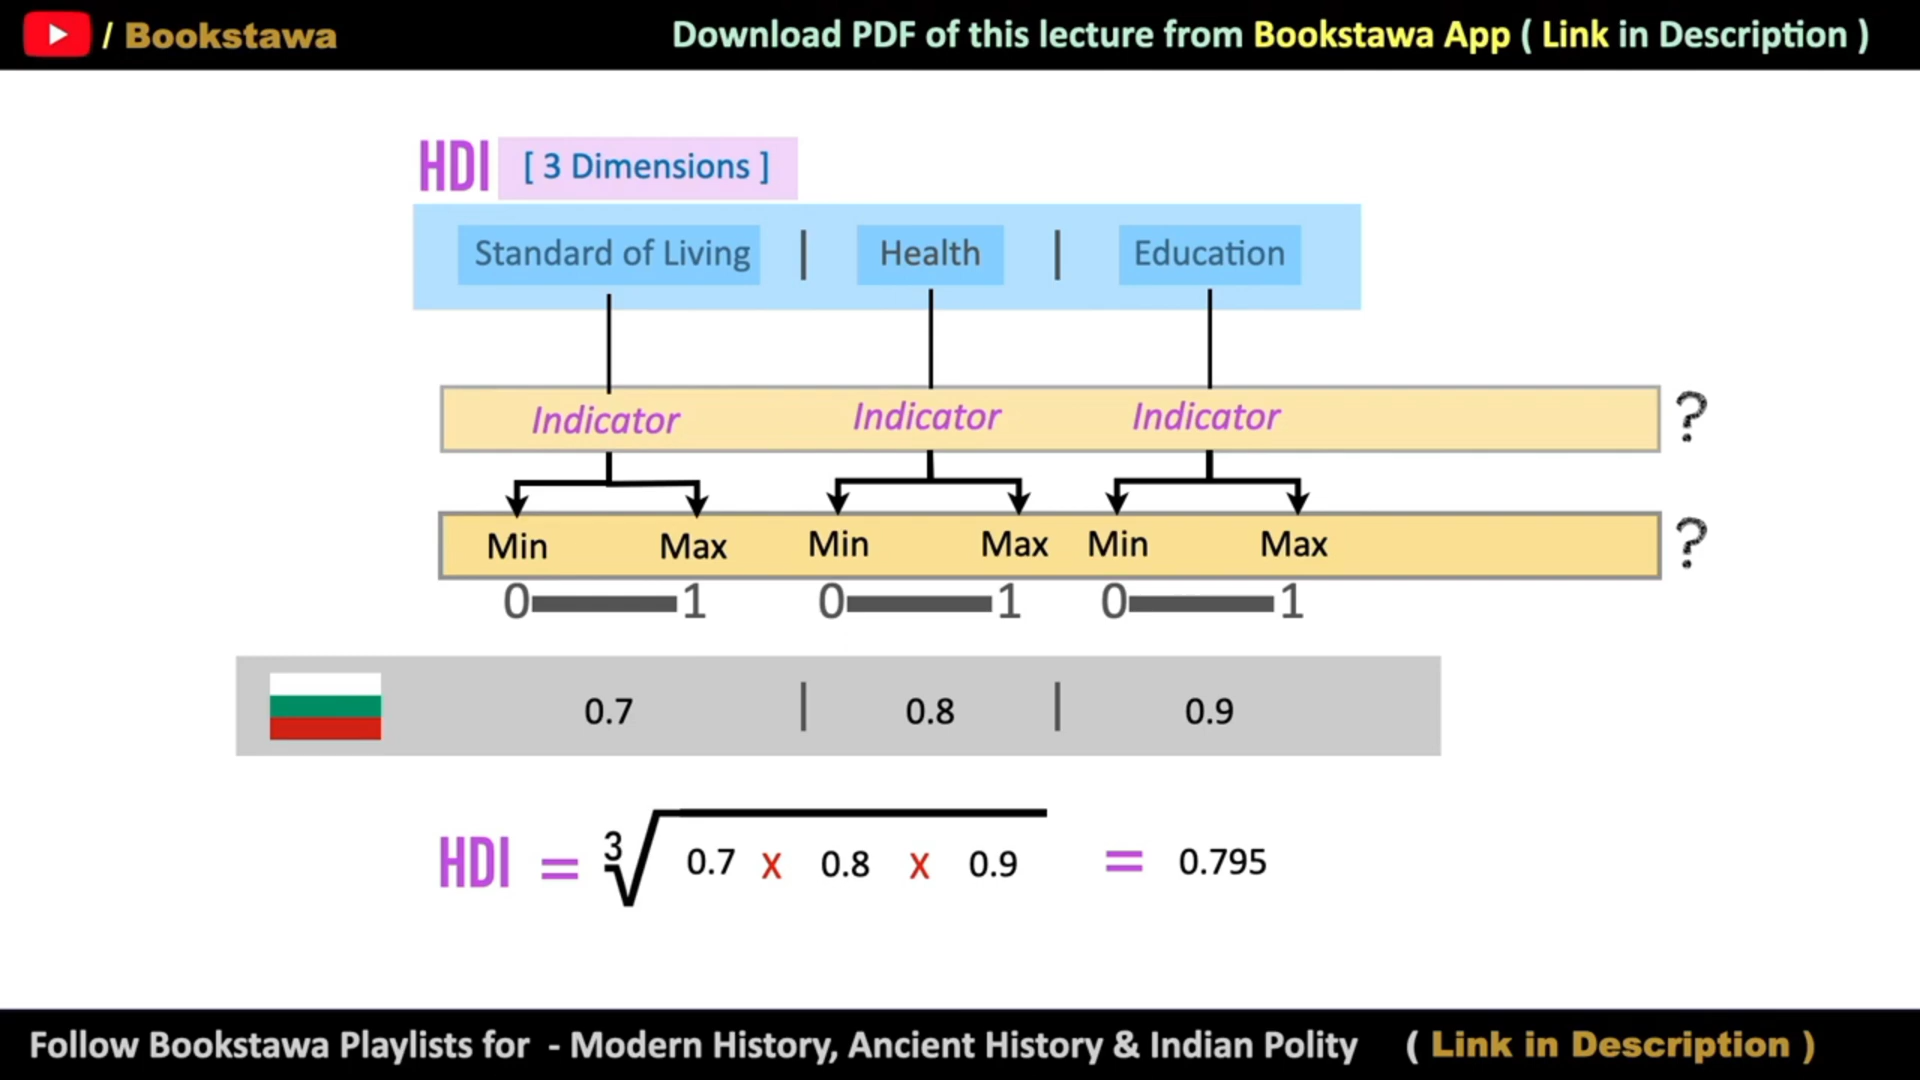 / Bookstawa
Download PDF of this lecture from Bookstawa App ( Link in Description )
HDI [ 3 Dimensions ]
Standard of Living | Health | Education
Indicator Indicator Indicator ?
Min Max Min Max Min Max ?
0 1 0 1 0 1
0.7 | 0.8 | 0.9
HDI = ∛ 0.7 x 0.8 x 0.9 = 0.795
Follow Bookstawa Playlists for - Modern History, Ancient History & Indian Polity ( Link in Description )